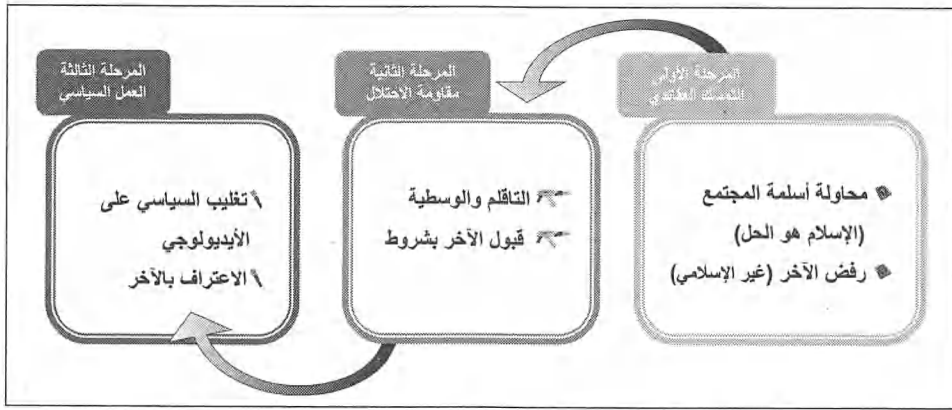 المرحلة الأولى
التمسك العقائدي
محاولة أسلمة المجتمع
(الإسلام هو الحل)
رفض الآخر (غير الإسلامي)
المرحلة الثانية
مقاومة الاحتلال
التاقلم والوسطية
قبول الآخر بشروط
المرحلة الثالثة
العمل السياسي
تغليب السياسي على
الأيديولوجي
الاعتراف بالآخر